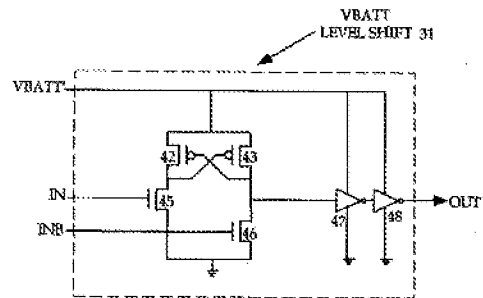 VBATT
LEVEL SHIFT 31
VBATT
42
43
IN
45
47
48
OUT
INB
46